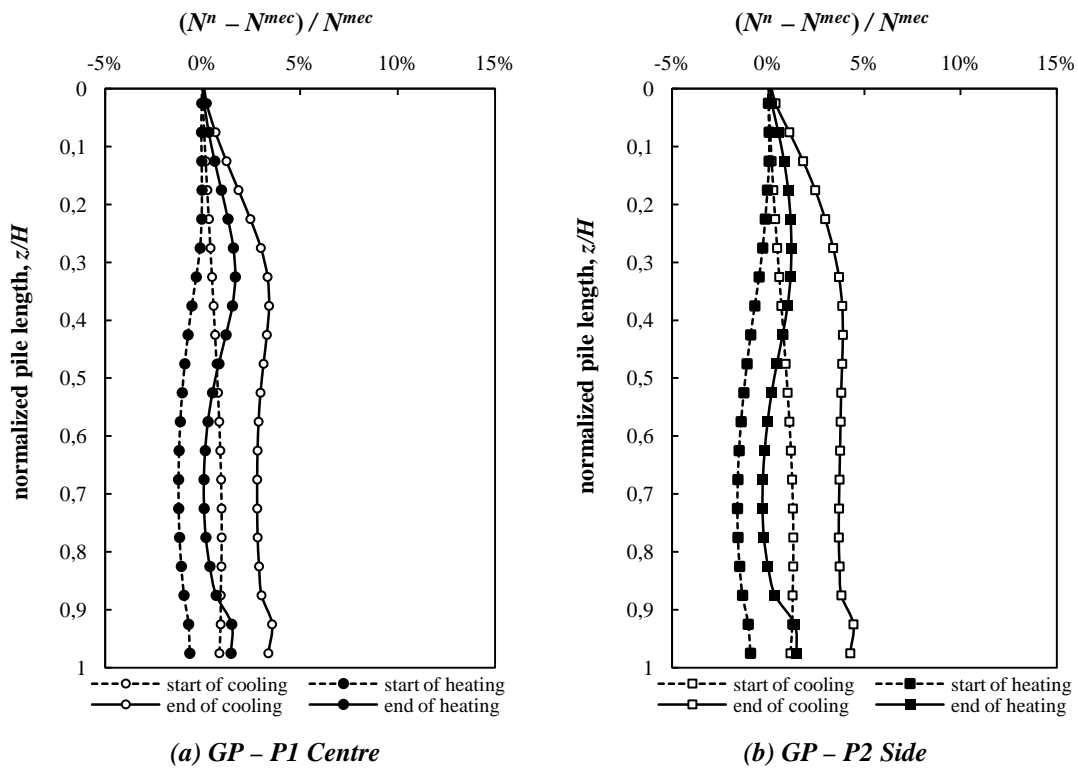 (Nⁿ – Nᵐᵉᶜ) / Nᵐᵉᶜ
-5% 0% 5% 10% 15%
0
0,1
0,2
0,3
0,4
0,5
0,6
0,7
0,8
0,9
1
normalized pile length, z/H
start of cooling start of heating
end of cooling end of heating
(a) GP – P1 Centre
(Nⁿ – Nᵐᵉᶜ) / Nᵐᵉᶜ
-5% 0% 5% 10% 15%
0
0,1
0,2
0,3
0,4
0,5
0,6
0,7
0,8
0,9
1
normalized pile length, z/H
start of cooling start of heating
end of cooling end of heating
(b) GP – P2 Side